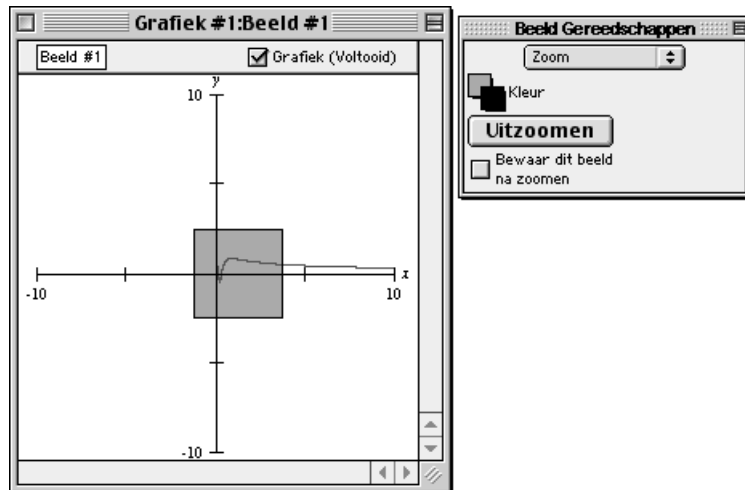 Grafiek #1:Beeld #1
Beeld #1
Grafiek (Voltooid)
y
10
x
-10
10
-10
Beeld Gereedschappen
Zoom
Kleur
Uitzoomen
Bewaar dit beeld
na zoomen